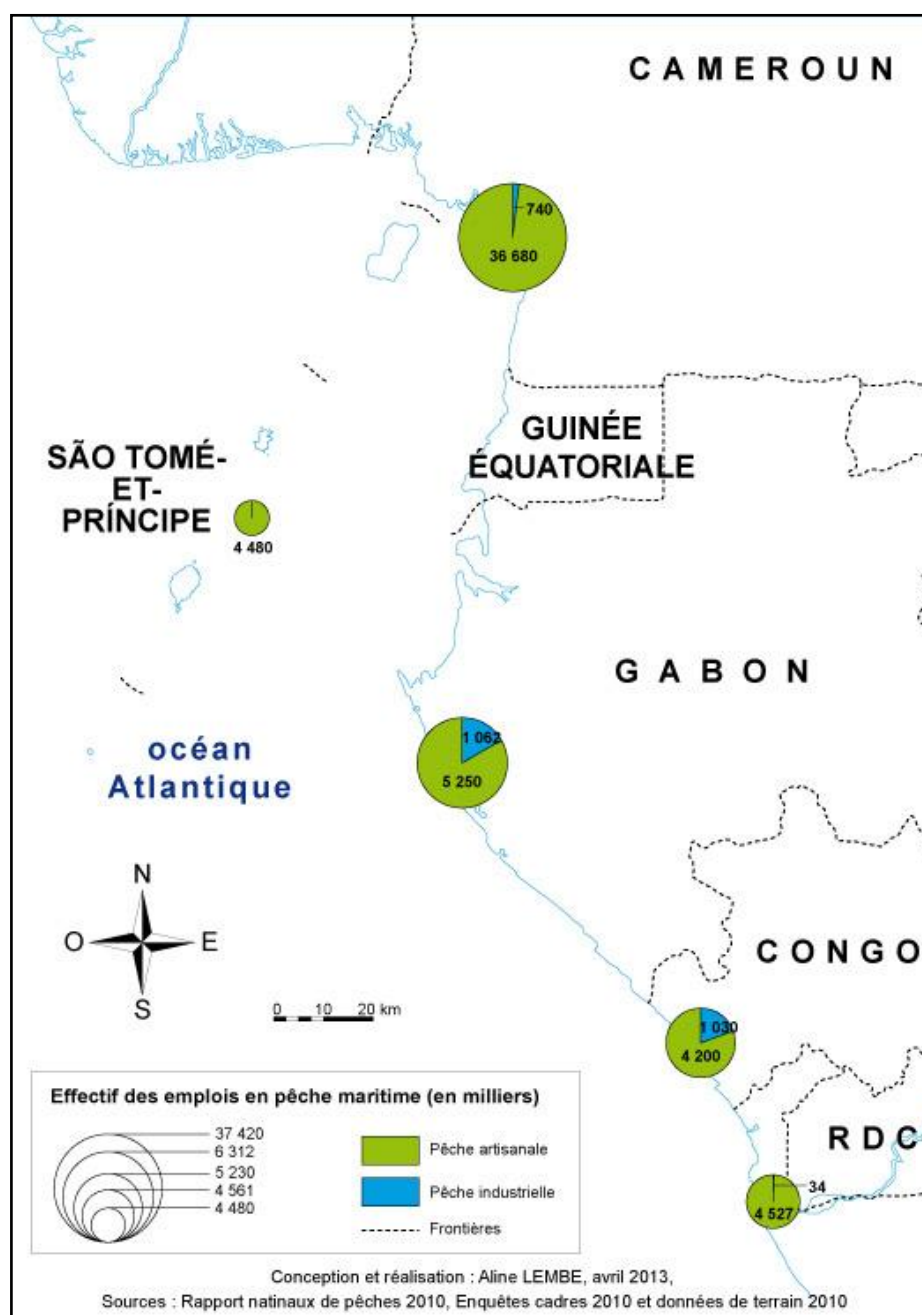 CAMEROUN
740
36 680
GUINÉE
ÉQUATORIALE
SÃO TOMÉ-
ET-
PRÍNCIPE
4 480
GABON
océan
Atlantique
1 062
5 250
N
O
E
S
0 10 20 km
CONGO
1 030
4 200
RDC
34
4 527
Effectif des emplois en pêche maritime (en milliers)
37 420
6 312
5 230
4 561
4 480
Pêche artisanale
Pêche industrielle
Frontières
Conception et réalisation : Aline LEMBE, avril 2013,
Sources : Rapport natinaux de pêches 2010, Enquêtes cadres 2010 et données de terrain 2010